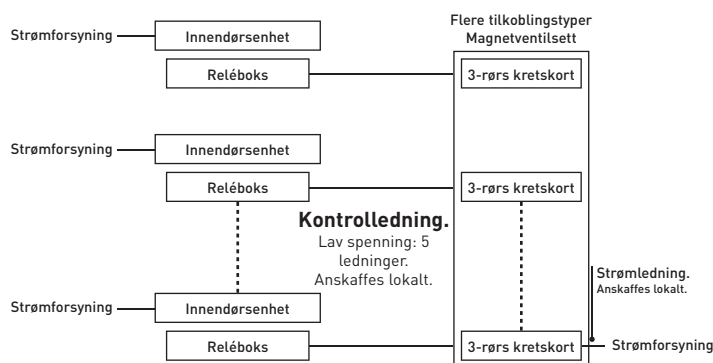 Flere tilkoblingstyper
Magnetventilsett
Strømforsyning
Innendørsenhet
Reléboks
3-rørs kretskort
Strømforsyning
Innendørsenhet
Reléboks
3-rørs kretskort
Kontrolledning.
Lav spenning: 5
ledninger.
Anskaffes lokalt.
Strømledning.
Anskaffes lokalt.
Strømforsyning
Innendørsenhet
Reléboks
3-rørs kretskort
Strømforsyning